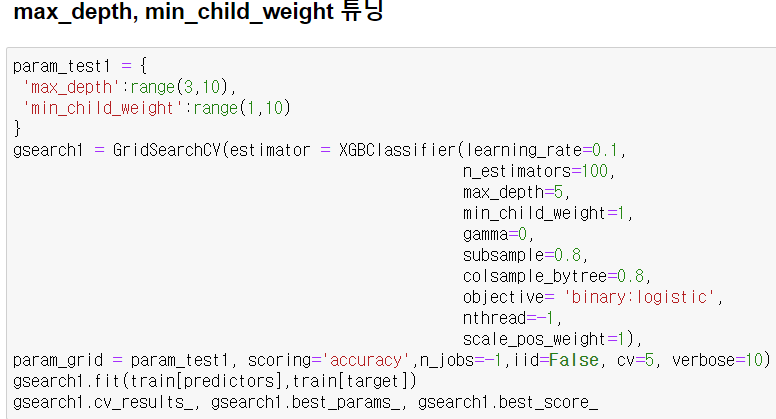 max_depth, min_child_weight 튜닝
param_test1 = {
 'max_depth':range(3,10),
 'min_child_weight':range(1,10)
}
gsearch1 = GridSearchCV(estimator = XGBClassifier(learning_rate=0.1,
n_estimators=100,
max_depth=5,
min_child_weight=1,
gamma=0,
subsample=0.8,
colsample_bytree=0.8,
objective= 'binary:logistic',
nthread=-1,
scale_pos_weight=1),
param_grid = param_test1, scoring='accuracy',n_jobs=-1,iid=False, cv=5, verbose=10)
gsearch1.fit(train[predictors],train[target])
gsearch1.cv_results_, gsearch1.best_params_, gsearch1.best_score_